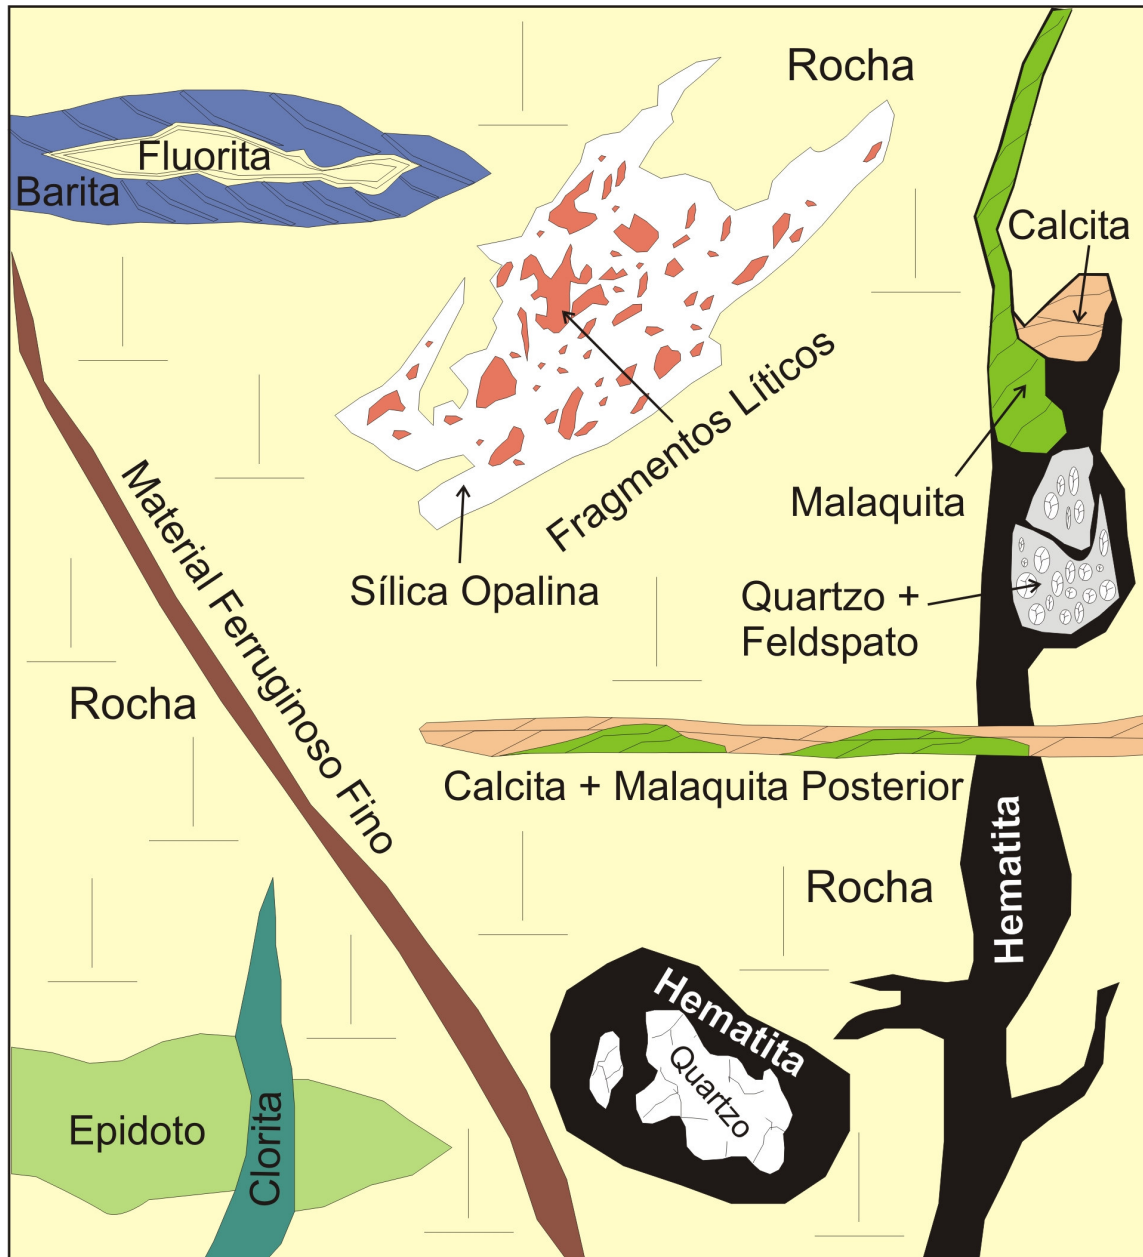 Rocha
Fluorita
Barita
Calcita
Fragmentos Líticos
Malaquita
Material Ferruginoso Fino
Sílica Opalina
Quartzo +
Feldspato
Rocha
Calcita + Malaquita Posterior
Hematita
Rocha
Hematita
Quartzo
Epidoto
Clorita